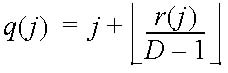 q(j) = j + ⌊ r(j) / (D − 1) ⌋